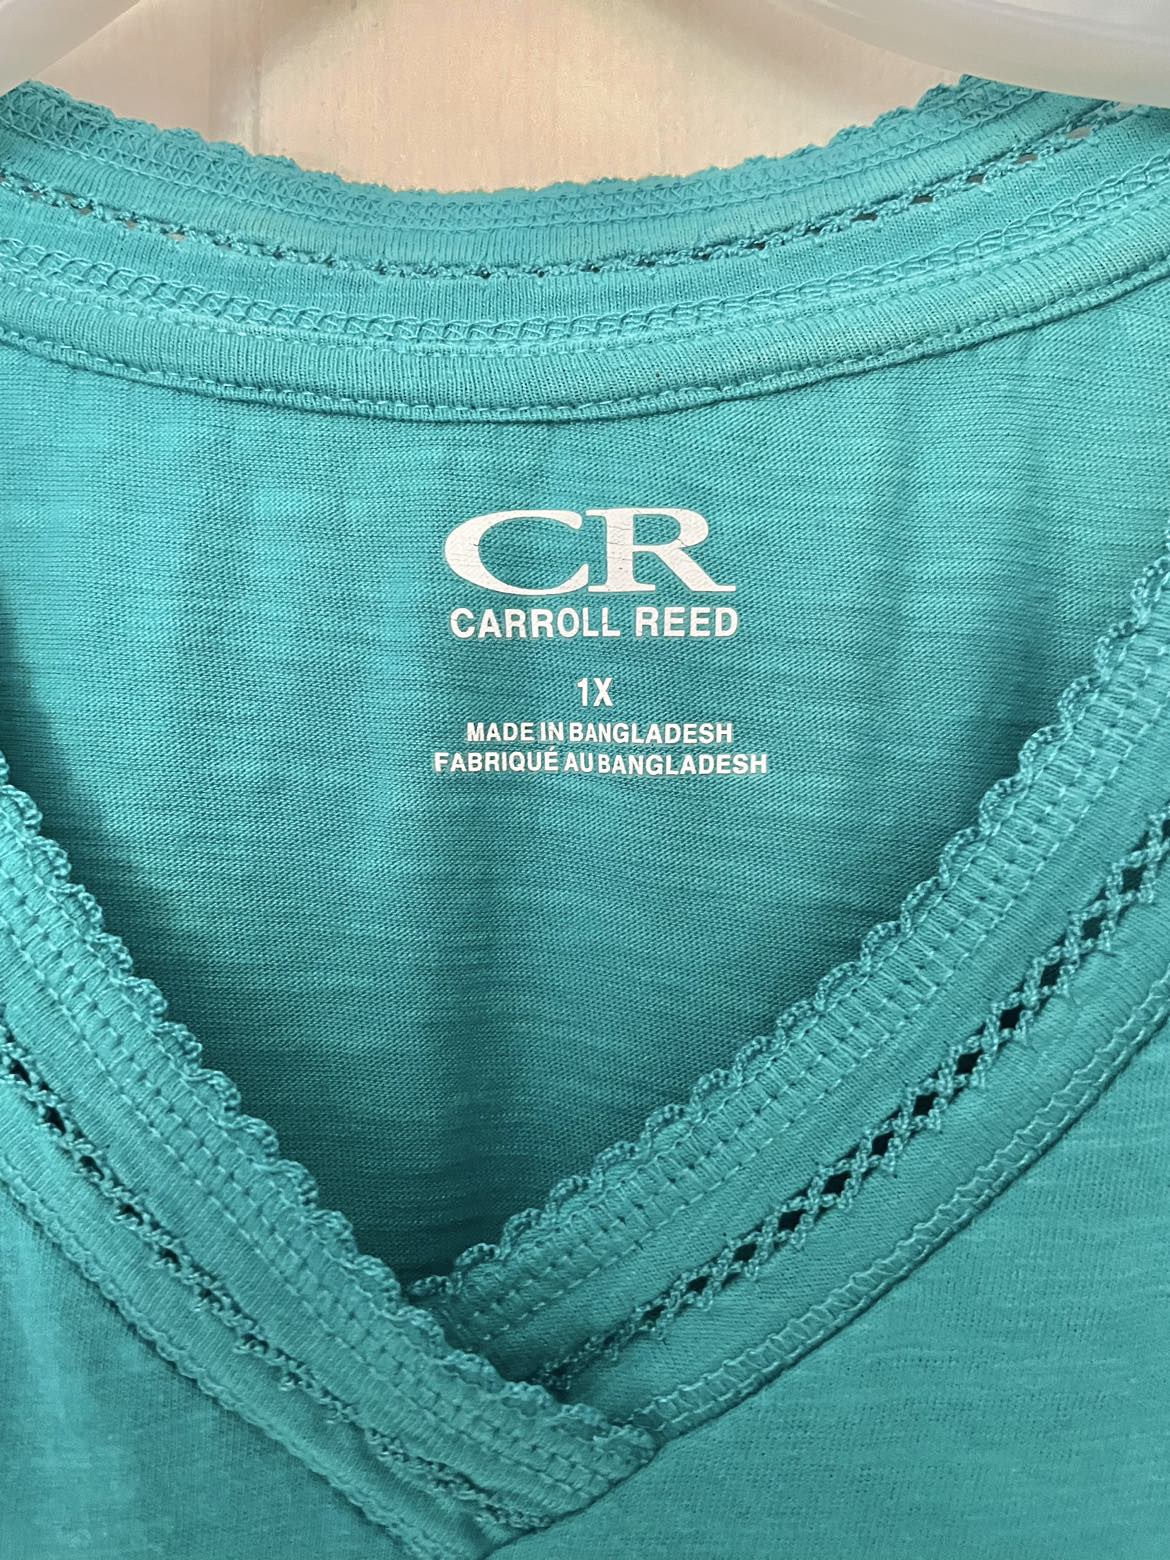 CR
CARROLL REED
1X
MADE IN BANGLADESH
FABRIQUÉ AU BANGLADESH